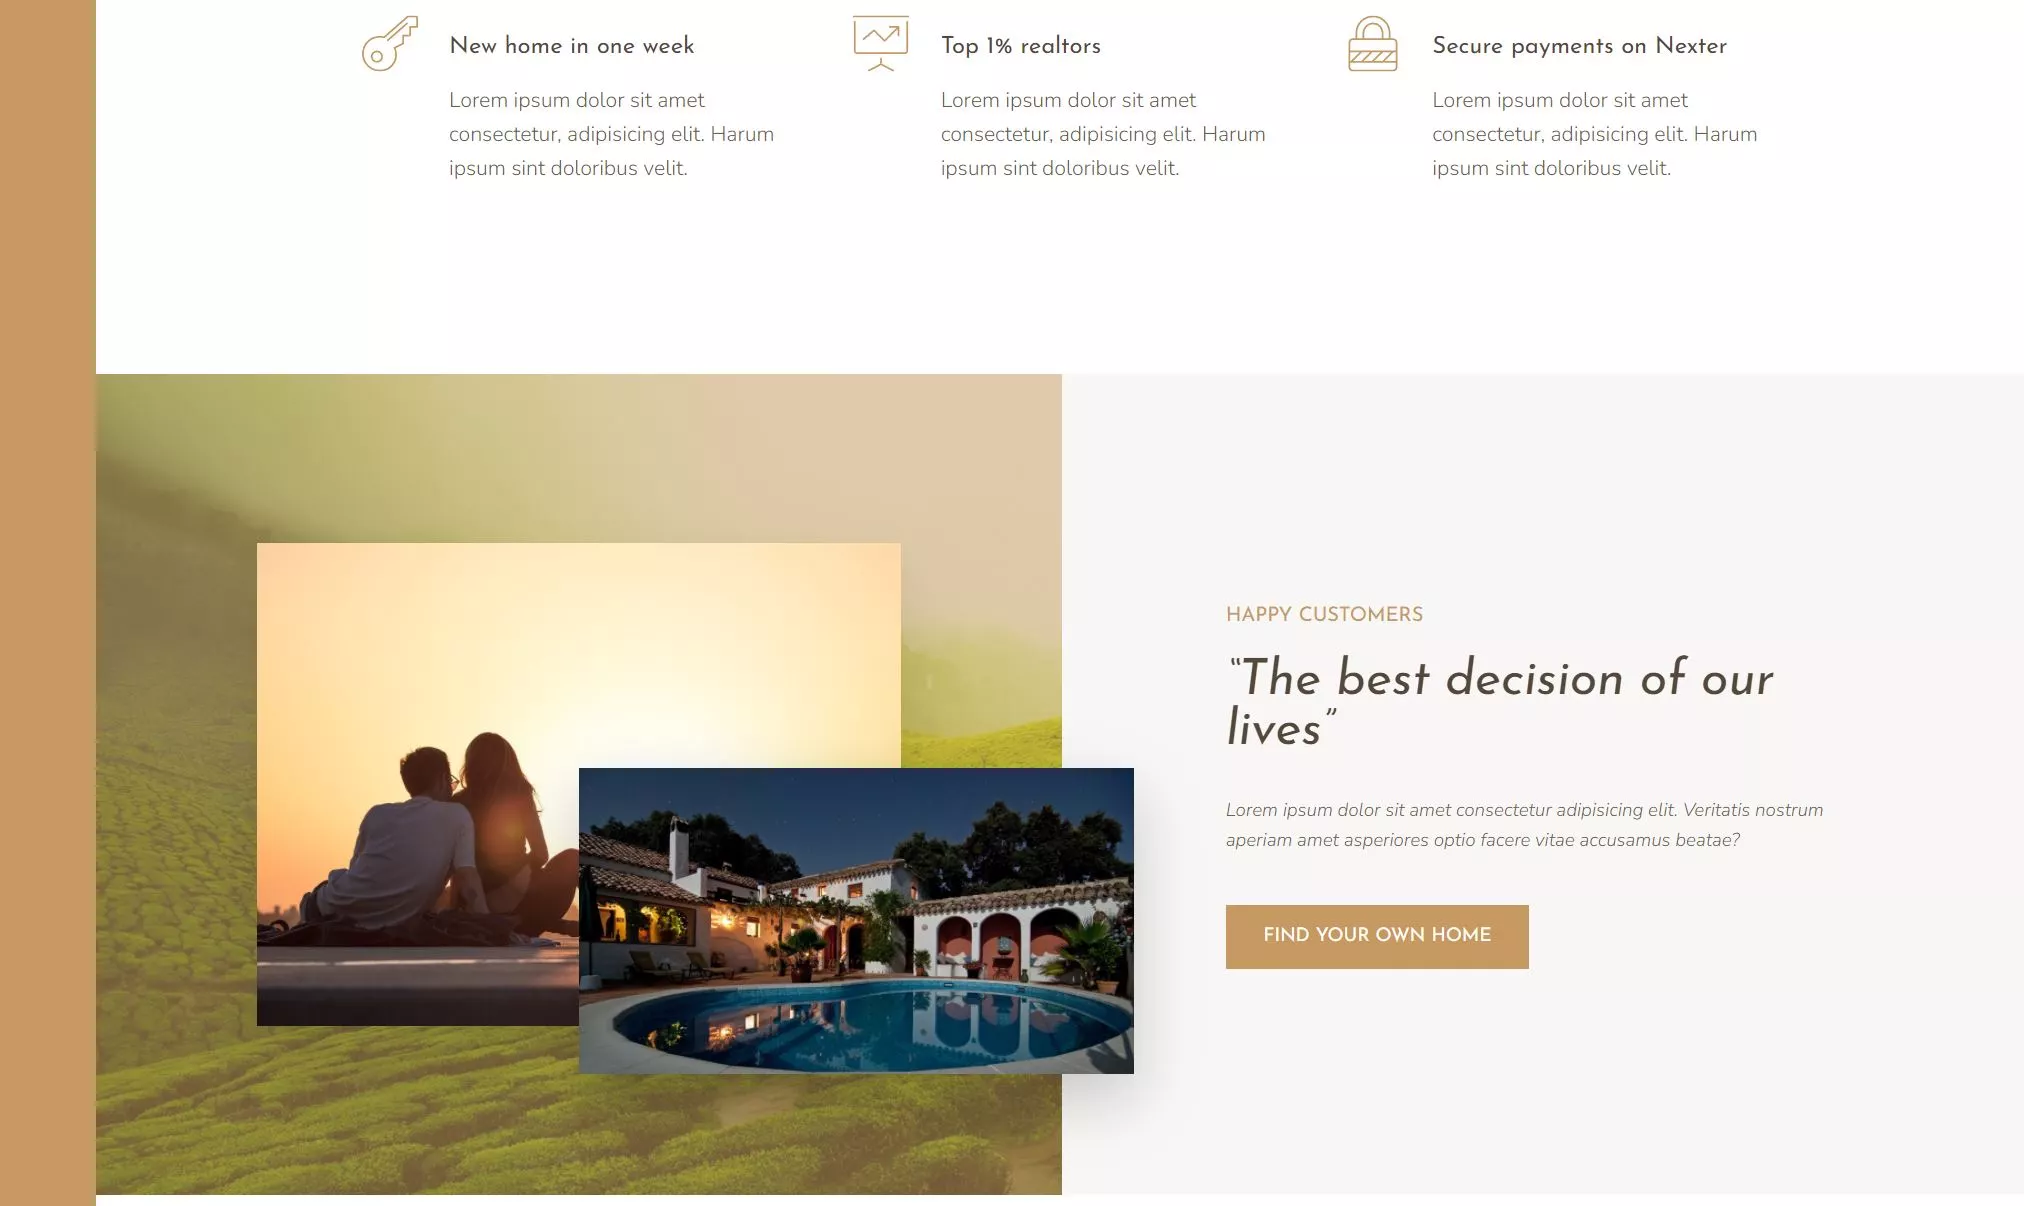 New home in one week
Lorem ipsum dolor sit amet
consectetur, adipisicing elit. Harum
ipsum sint doloribus velit.
Top 1% realtors
Lorem ipsum dolor sit amet
consectetur, adipisicing elit. Harum
ipsum sint doloribus velit.
Secure payments on Nexter
Lorem ipsum dolor sit amet
consectetur, adipisicing elit. Harum
ipsum sint doloribus velit.
HAPPY CUSTOMERS
“The best decision of our
lives”
Lorem ipsum dolor sit amet consectetur adipisicing elit. Veritatis nostrum
aperiam amet asperiores optio facere vitae accusamus beatae?
FIND YOUR OWN HOME